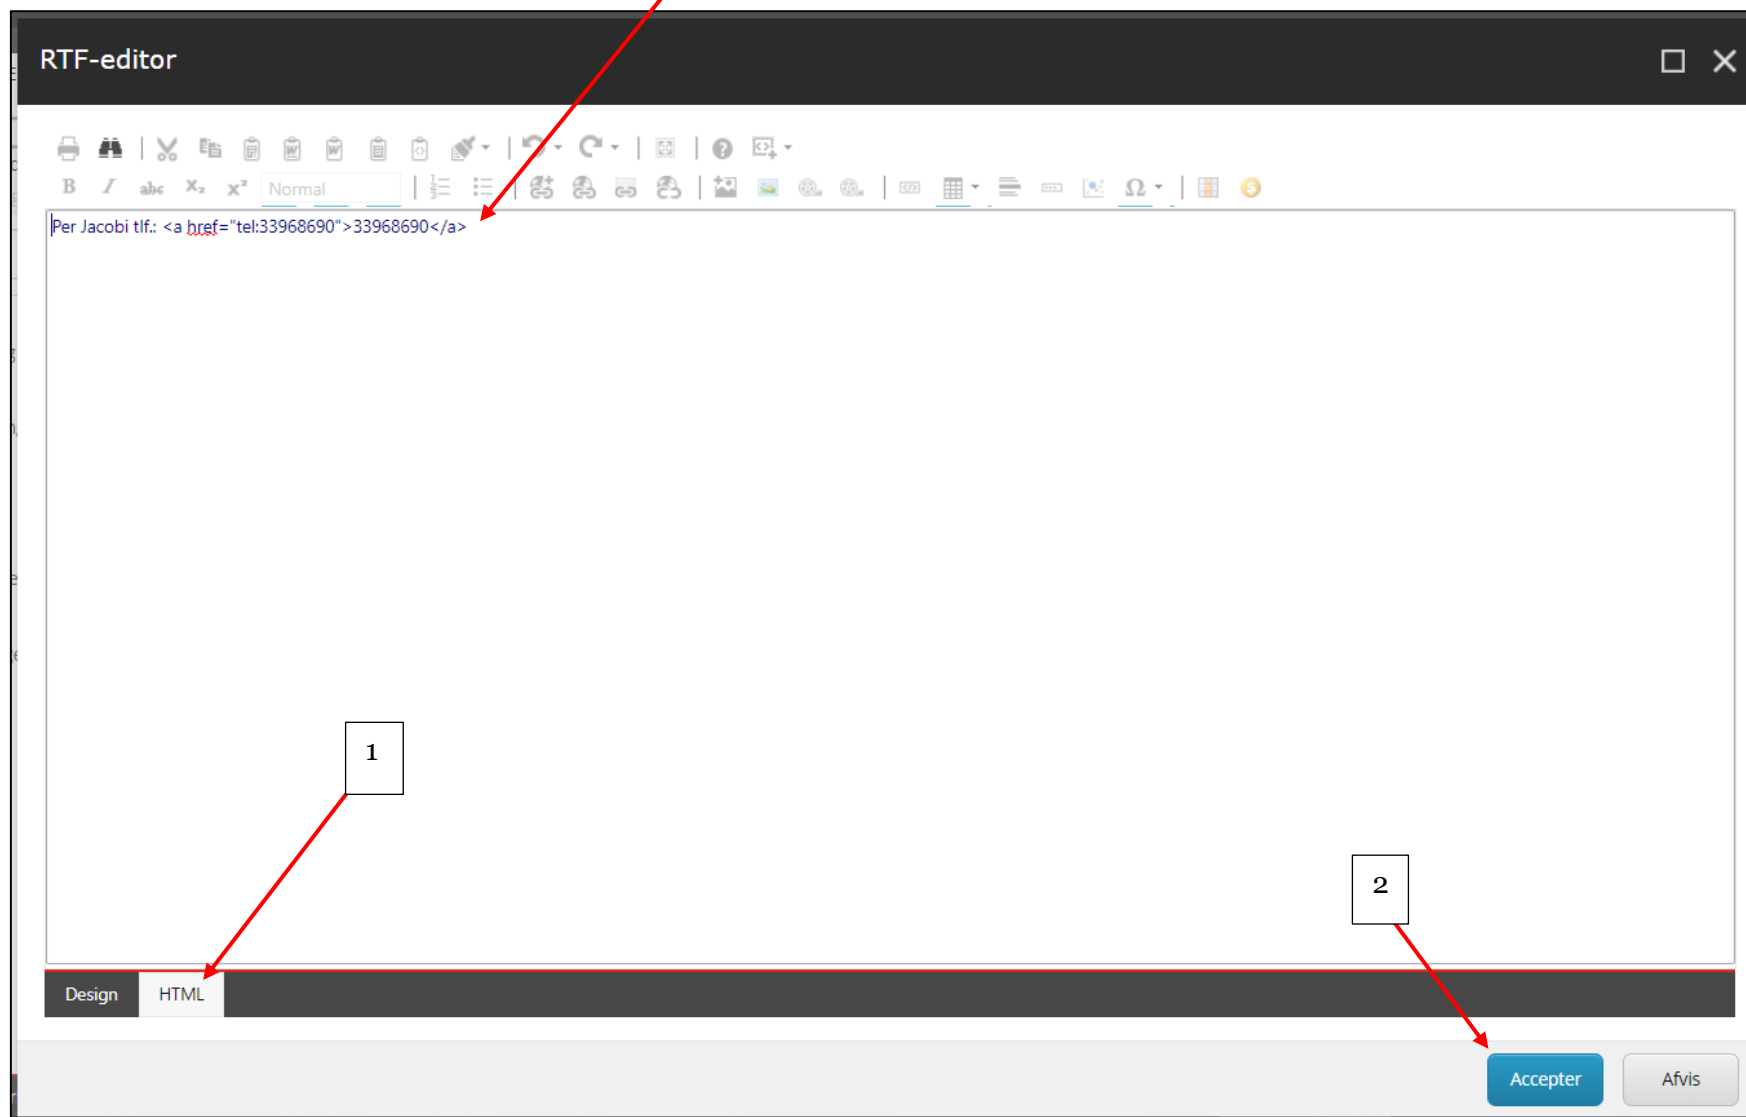 RTF-editor
Normal
Per Jacobi tlf.: <a href="tel:33968690">33968690</a>
1
2
Design HTML
Accepter Afvis